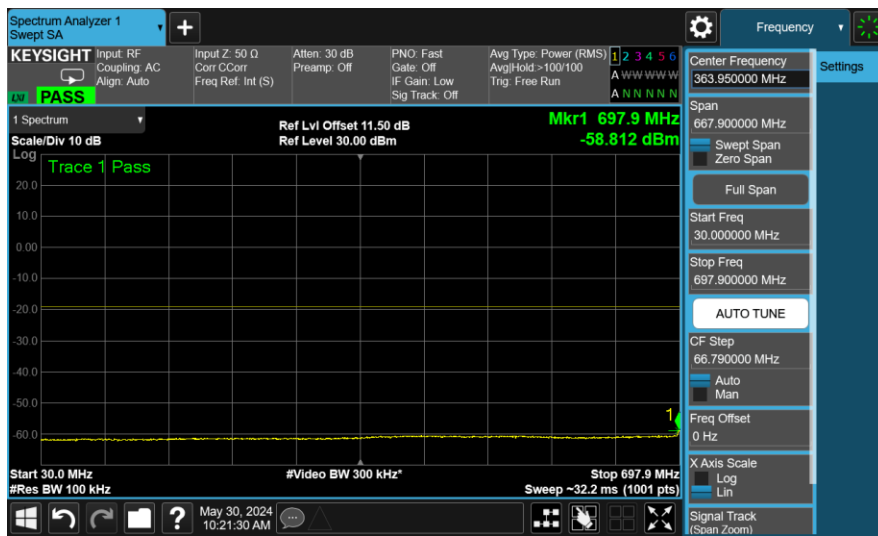 Spectrum Analyzer 1
Swept SA
Frequency
KEYSIGHT
LXI
PASS
Input: RF
Coupling: AC
Align: Auto
Input Z: 50 Ω
Corr CCorr
Freq Ref: Int (S)
Atten: 30 dB
Preamp: Off
PNO: Fast
Gate: Off
IF Gain: Low
Sig Track: Off
Avg Type: Power (RMS)
Avg|Hold:>100/100
Trig: Free Run
1 2 3 4 5 6
A W W W W W
A N N N N N
Center Frequency
363.950000 MHz
Settings
1 Spectrum
Scale/Div 10 dB
Ref Lvl Offset 11.50 dB
Ref Level 30.00 dBm
Mkr1 697.9 MHz
-58.812 dBm
Log
Trace 1 Pass
20.0
10.0
0.00
-10.0
-20.0
-30.0
-40.0
-50.0
-60.0
1
Start 30.0 MHz
#Res BW 100 kHz
#Video BW 300 kHz*
Stop 697.9 MHz
Sweep ~32.2 ms (1001 pts)
Span
667.900000 MHz
Swept Span
Zero Span
Full Span
Start Freq
30.000000 MHz
Stop Freq
697.900000 MHz
AUTO TUNE
CF Step
66.790000 MHz
Auto
Man
Freq Offset
0 Hz
X Axis Scale
Log
Lin
Signal Track
(Span Zoom)
?
May 30, 2024
10:21:30 AM